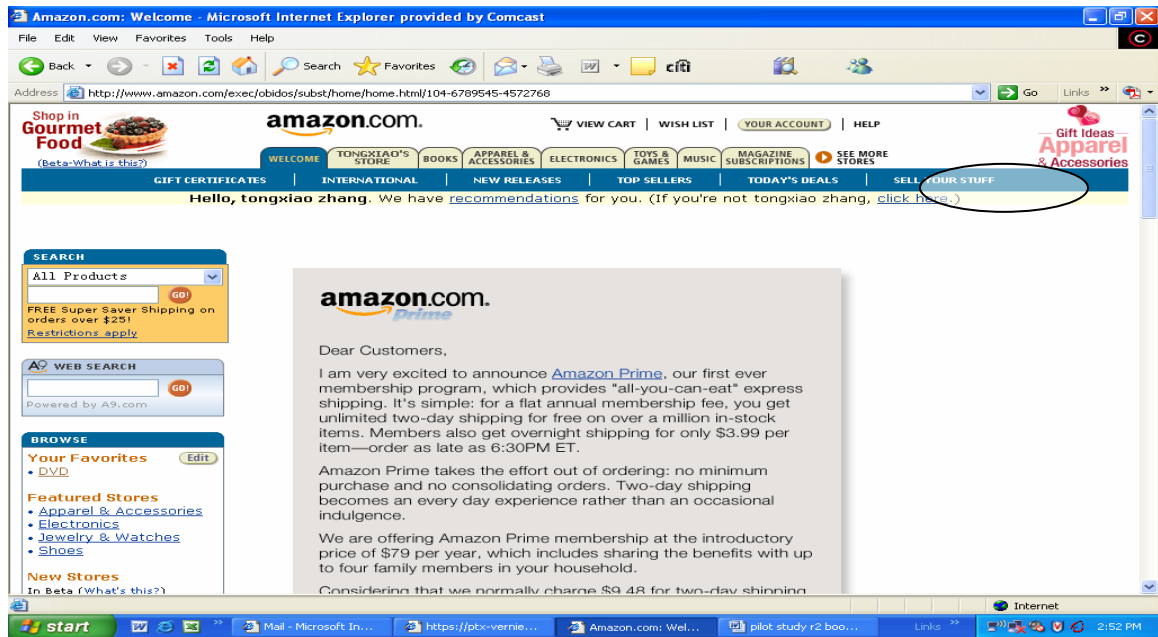 Amazon.com: Welcome - Microsoft Internet Explorer provided by Comcast
File Edit View Favorites Tools Help
Back Search Favorites citi
Address http://www.amazon.com/exec/obidos/subst/home/home.html/104-6789545-4572768 Go Links »
Shop in
Gourmet
Food
(Beta-What is this?)
amazon.com.
VIEW CART | WISH LIST | YOUR ACCOUNT | HELP
Gift Ideas
Apparel
& Accessories
WELCOME TONGXIAO'S STORE BOOKS APPAREL & ACCESSORIES ELECTRONICS TOYS & GAMES MUSIC MAGAZINE SUBSCRIPTIONS SEE MORE STORES
GIFT CERTIFICATES | INTERNATIONAL | NEW RELEASES | TOP SELLERS | TODAY'S DEALS | SELL YOUR STUFF
Hello, tongxiao zhang. We have recommendations for you. (If you're not tongxiao zhang, click here.)
SEARCH
All Products
GO!
FREE Super Saver Shipping on
orders over $25!
Restrictions apply
A9 WEB SEARCH
GO!
Powered by A9.com
BROWSE
Your Favorites Edit
• DVD
Featured Stores
• Apparel & Accessories
• Electronics
• Jewelry & Watches
• Shoes
New Stores
In Beta (What's this?)
amazon.com.
Prime
Dear Customers,
I am very excited to announce Amazon Prime, our first ever
membership program, which provides "all-you-can-eat" express
shipping. It's simple: for a flat annual membership fee, you get
unlimited two-day shipping for free on over a million in-stock
items. Members also get overnight shipping for only $3.99 per
item—order as late as 6:30PM ET.
Amazon Prime takes the effort out of ordering: no minimum
purchase and no consolidating orders. Two-day shipping
becomes an every day experience rather than an occasional
indulgence.
We are offering Amazon Prime membership at the introductory
price of $79 per year, which includes sharing the benefits with up
to four family members in your household.
Considering that we normally charge $9.48 for two-day shipping
Internet
start » Mail - Microsoft In... https://ptx-vernie... Amazon.com: Wel... pilot study r2 boo... Links » 2:52 PM